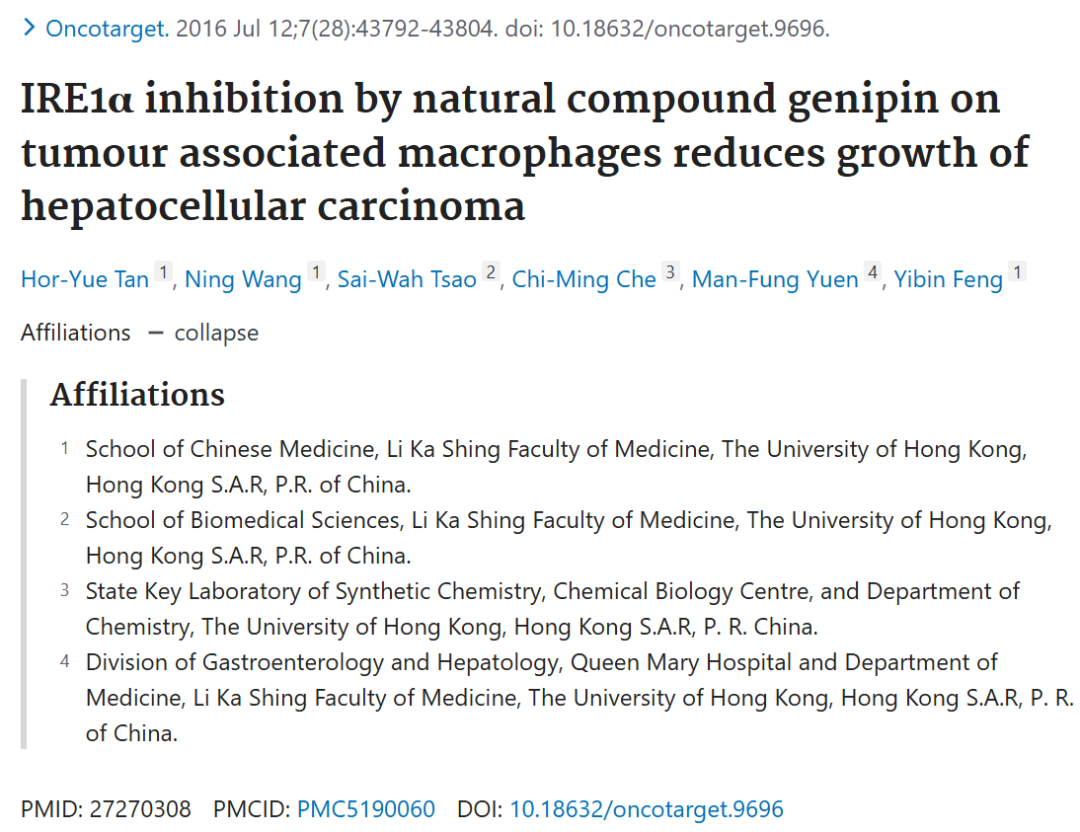 Oncotarget. 2016 Jul 12;7(28):43792-43804. doi: 10.18632/oncotarget.9696.
IRE1α inhibition by natural compound genipin on
tumour associated macrophages reduces growth of
hepatocellular carcinoma
Hor-Yue Tan 1, Ning Wang 1, Sai-Wah Tsao 2, Chi-Ming Che 3, Man-Fung Yuen 4, Yibin Feng 1
Affiliations — collapse
Affiliations
1 School of Chinese Medicine, Li Ka Shing Faculty of Medicine, The University of Hong Kong,
Hong Kong S.A.R, P.R. of China.
2 School of Biomedical Sciences, Li Ka Shing Faculty of Medicine, The University of Hong Kong,
Hong Kong S.A.R, P.R. of China.
3 State Key Laboratory of Synthetic Chemistry, Chemical Biology Centre, and Department of
Chemistry, The University of Hong Kong, Hong Kong S.A.R, P. R. China.
4 Division of Gastroenterology and Hepatology, Queen Mary Hospital and Department of
Medicine, Li Ka Shing Faculty of Medicine, The University of Hong Kong, Hong Kong S.A.R, P. R.
of China.
PMID: 27270308 PMCID: PMC5190060 DOI: 10.18632/oncotarget.9696